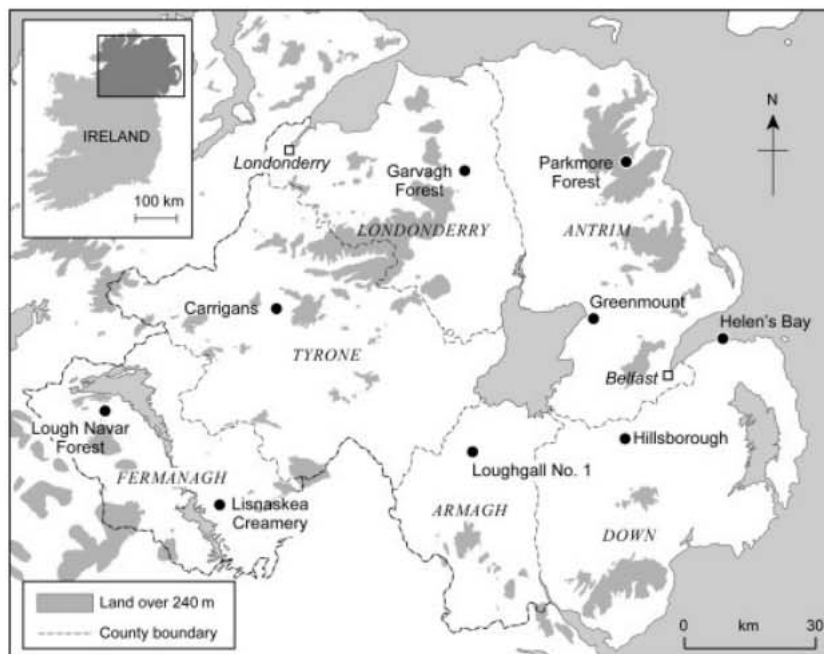 IRELAND
100 km
N
Londonderry
Garvagh
Forest
Parkmore
Forest
LONDONDERRY
ANTRIM
Carrigans
Greenmount
Helen's Bay
TYRONE
Belfast
Lough Navar
Forest
Hillsborough
Loughgall No. 1
FERMANAGH
Lisnaskea
Creamery
ARMAGH
DOWN
Land over 240 m
County boundary
0 km 30